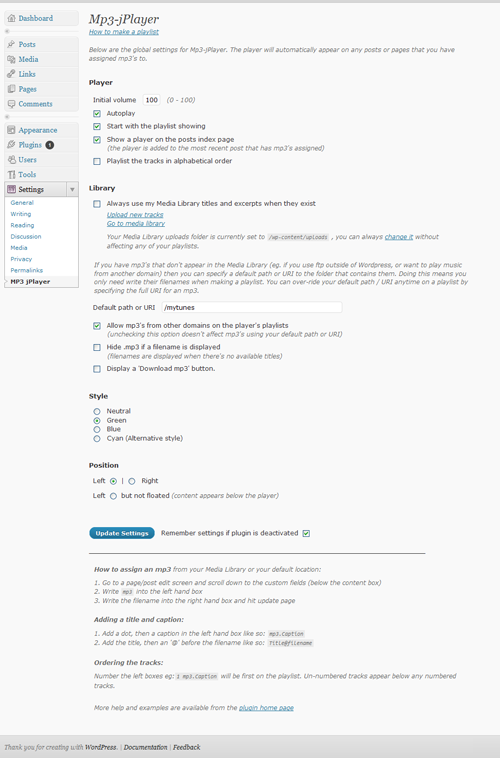 Dashboard
Posts
Media
Links
Pages
Comments
Appearance
Plugins 1
Users
Tools
Settings
General
Writing
Reading
Discussion
Media
Privacy
Permalinks
MP3 jPlayer
Mp3-jPlayer
How to make a playlist
Below are the global settings for Mp3-jPlayer. The player will automatically appear on any posts or pages that you have
assigned mp3's to.
Player
Initial volume 100 (0 - 100)
Autoplay
Start with the playlist showing
Show a player on the posts index page
(the player is added to the most recent post that has mp3's assigned)
Playlist the tracks in alphabetical order
Library
Always use my Media Library titles and excerpts when they exist
Upload new tracks
Go to media library
Your Media Library uploads folder is currently set to /wp-content/uploads , you can always change it without
affecting any of your playlists.
If you have mp3's that don't appear in the Media Library (eg. if you use ftp outside of Wordpress, or want to play music
from another domain) then you can specify a default path or URI to the folder that contains them. Doing this means you
only need write their filenames when making a playlist. You can over-ride your default path / URI anytime on a playlist by
specifying the full URI for an mp3.
Default path or URI /mytunes
Allow mp3's from other domains on the player's playlists
(unchecking this option doesn't affect mp3's using your default path or URI)
Hide .mp3 if a filename is displayed
(filenames are displayed when there's no available titles)
Display a 'Download mp3' button.
Style
Neutral
Green
Blue
Cyan (Alternative style)
Position
Left | Right
Left but not floated (content appears below the player)
Update Settings Remember settings if plugin is deactivated
How to assign an mp3 from your Media Library or your default location:
1. Go to a page/post edit screen and scroll down to the custom fields (below the content box)
2. Write mp3 into the left hand box
3. Write the filename into the right hand box and hit update page
Adding a title and caption:
1. Add a dot, then a caption in the left hand box like so: mp3.Caption
2. Add the title, then an '@' before the filename like so: Title@filename
Ordering the tracks:
Number the left boxes eg: 1 mp3.Caption will be first on the playlist. Un-numbered tracks appear below any numbered
tracks.
More help and examples are available from the plugin home page
Thank you for creating with WordPress. | Documentation | Feedback